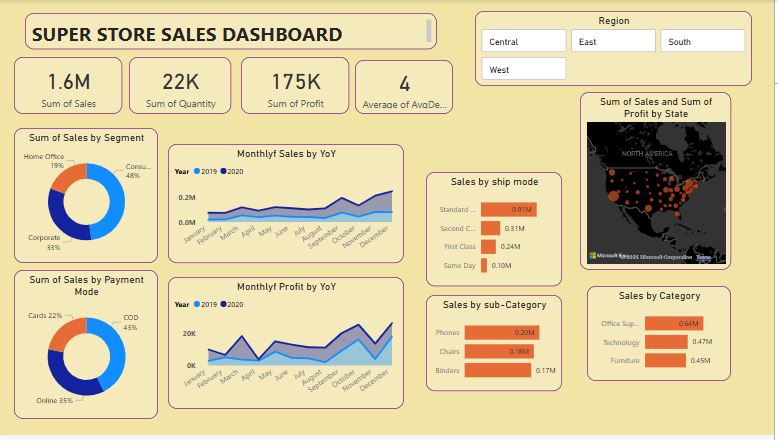 SUPER STORE SALES DASHBOARD
Region
Central
East
South
West
1.6M
Sum of Sales
22K
Sum of Quantity
175K
Sum of Profit
4
Average of AvgDe...
Sum of Sales by Segment
Home Office
19%
Consu...
48%
Corporate
33%
Monthlyf Sales by YoY
Year 2019 2020
0.2M
0.0M
January
February
March
April
May
June
July
August
September
October
November
December
Sales by ship mode
Standard ... 0.91M
Second C... 0.31M
First Class 0.24M
Same Day 0.10M
Sum of Sales and Sum of
Profit by State
NORTH AMERICA
Microsoft
Microsoft Corporation Terms
Sum of Sales by Payment
Mode
Cards 22%
COD
43%
Online 35%
Monthlyf Profit by YoY
Year 2019 2020
20K
0K
January
February
March
April
May
June
July
August
September
October
November
December
Sales by sub-Category
Phones 0.20M
Chairs 0.18M
Binders 0.17M
Sales by Category
Office Sup... 0.64M
Technology 0.47M
Furniture 0.45M